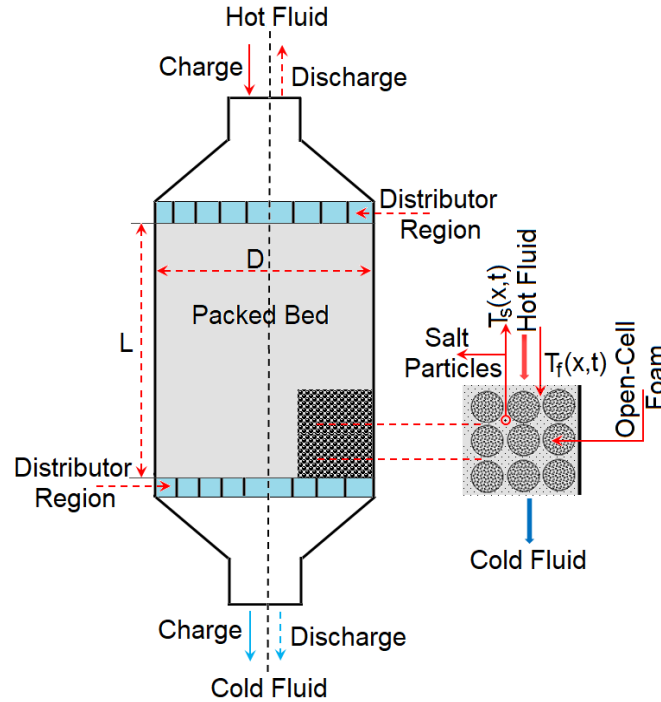 Hot Fluid
Charge
Discharge
Distributor
Region
D
Packed Bed
L
Distributor
Region
Charge
Discharge
Cold Fluid
Salt
Particles
Ts(x,t)
Hot Fluid
Tf(x,t)
Open-Cell
Foam
Cold Fluid